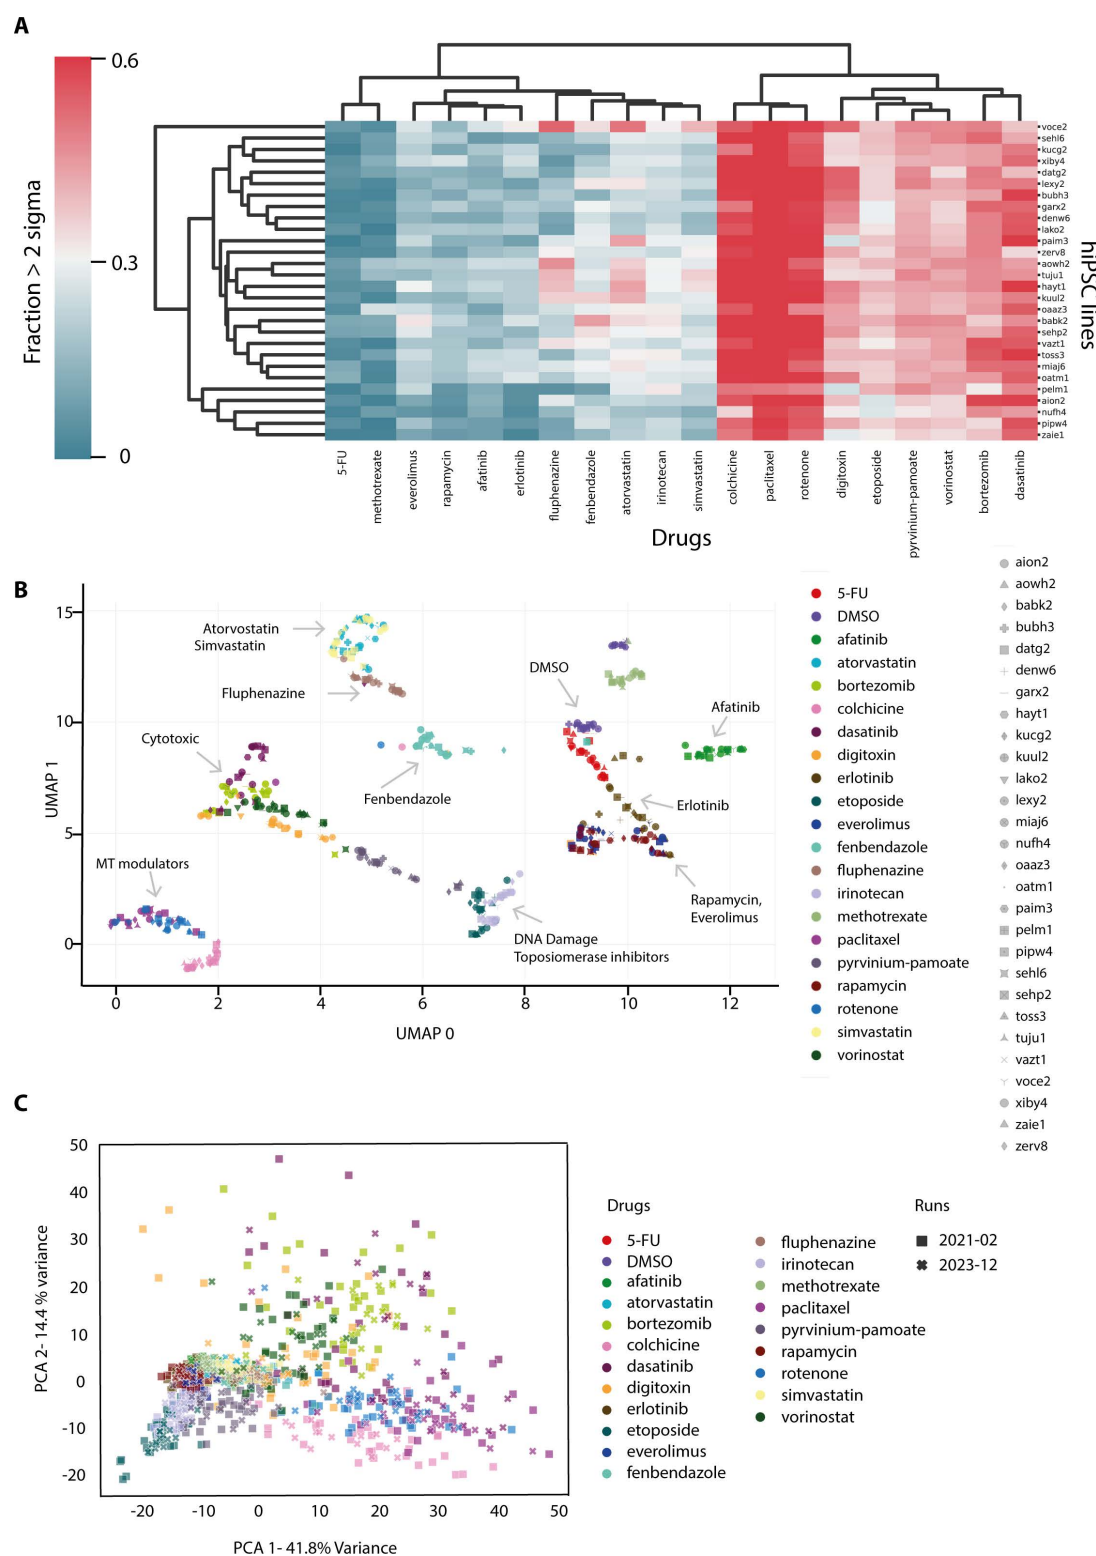 A
0.6
0.3
0
Fraction > 2 sigma
voce2
sehl6
kucg2
xiby4
datg2
lexy2
bubh3
garx2
denw6
lako2
paim3
zerv8
aowh2
tuju1
hayt1
kuul2
oaaz3
babk2
sehp2
vazt1
toss3
miaj6
oatm1
pelm1
aion2
nufh4
pipw4
zaie1
hiPSC lines
5-FU
methotrexate
everolimus
rapamycin
afatinib
erlotinib
fluphenazine
fenbendazole
atorvastatin
irinotecan
simvastatin
colchicine
paclitaxel
rotenone
digitoxin
etoposide
pyrvinium-pamoate
vorinostat
bortezomib
dasatinib
Drugs
B
15
10
5
0
UMAP 1
0 2 4 6 8 10 12
UMAP 0
Atorvostatin
Simvastatin
Fluphenazine
DMSO
Afatinib
Cytotoxic
Fenbendazole
Erlotinib
MT modulators
Rapamycin,
Everolimus
DNA Damage
Toposiomerase inhibitors
5-FU
DMSO
afatinib
atorvastatin
bortezomib
colchicine
dasatinib
digitoxin
erlotinib
etoposide
everolimus
fenbendazole
fluphenazine
irinotecan
methotrexate
paclitaxel
pyrvinium-pamoate
rapamycin
rotenone
simvastatin
vorinostat
aion2
aowh2
babk2
bubh3
datg2
denw6
garx2
hayt1
kucg2
kuul2
lako2
lexy2
miaj6
nufh4
oaaz3
oatm1
paim3
pelm1
pipw4
sehl6
sehp2
toss3
tuju1
vazt1
voce2
xiby4
zaie1
zerv8
C
50
40
30
20
10
0
-10
-20
PCA 2- 14.4 % variance
-20 -10 0 10 20 30 40 50
PCA 1- 41.8% Variance
Drugs
5-FU
DMSO
afatinib
atorvastatin
bortezomib
colchicine
dasatinib
digitoxin
erlotinib
etoposide
everolimus
fenbendazole
fluphenazine
irinotecan
methotrexate
paclitaxel
pyrvinium-pamoate
rapamycin
rotenone
simvastatin
vorinostat
Runs
2021-02
2023-12